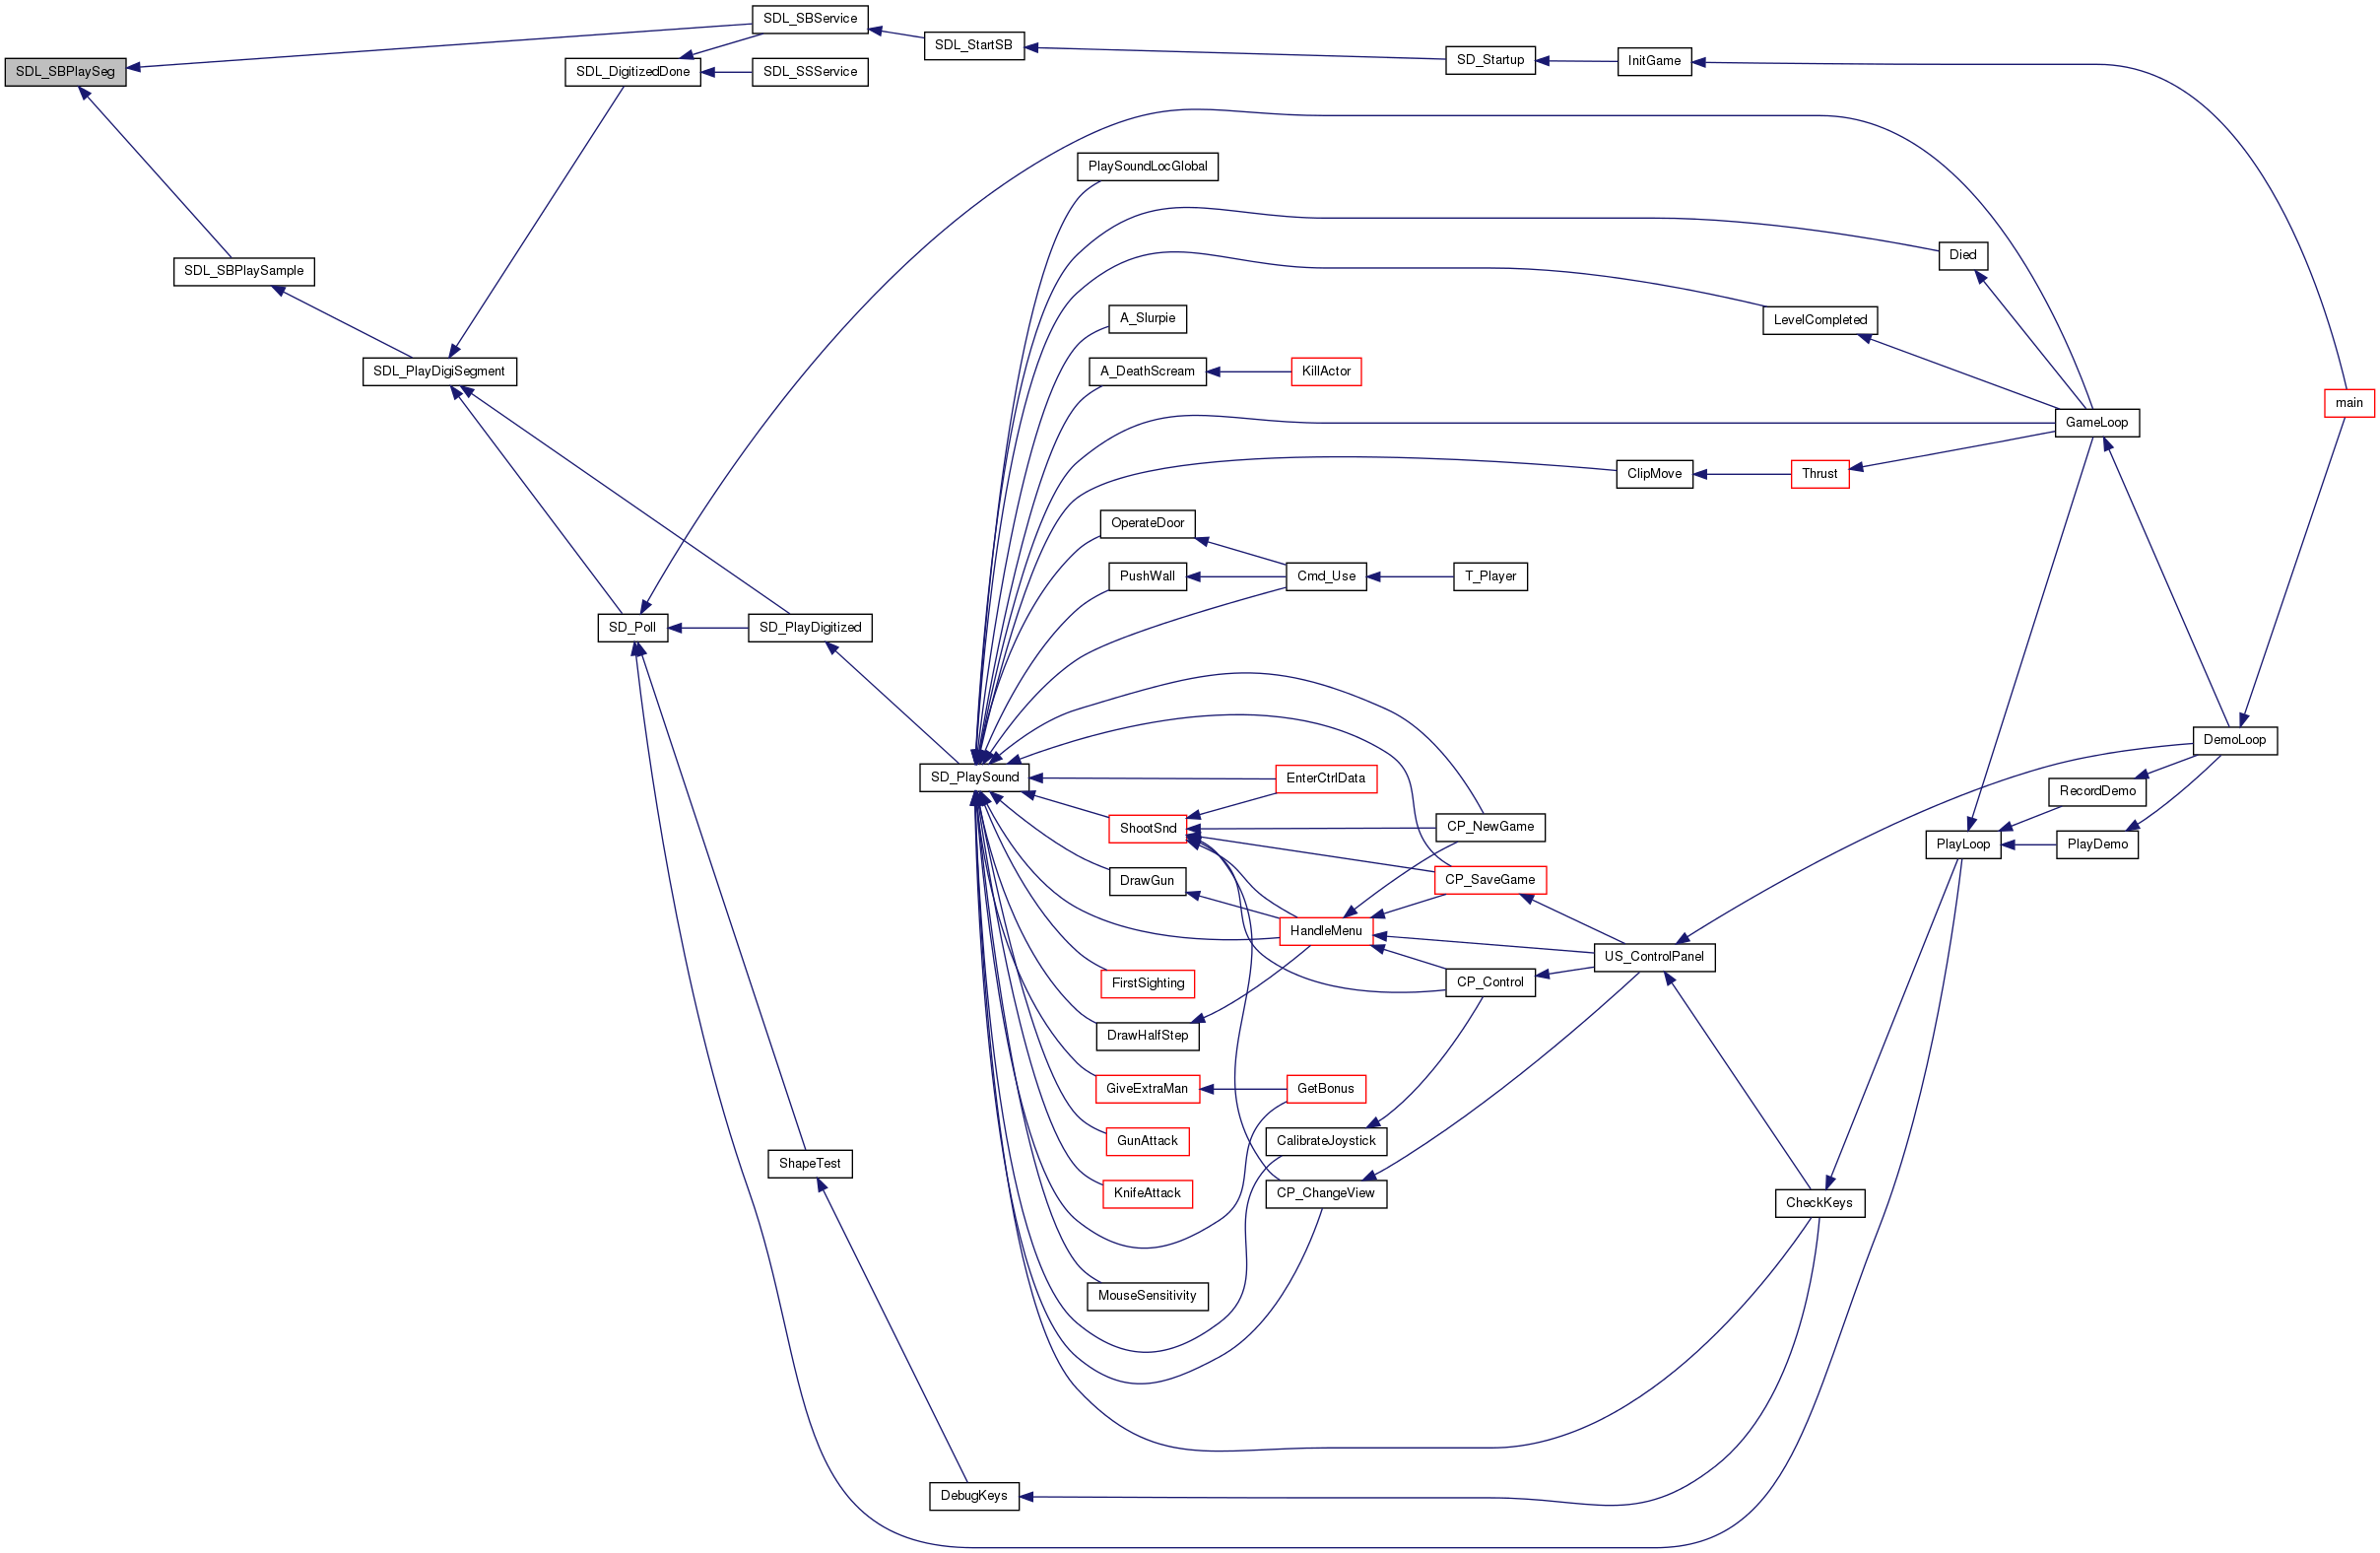 SDL_SBService
SDL_StartSB
SDL_SBPlaySeg
SDL_DigitizedDone
SDL_SSService
SD_Startup
InitGame
PlaySoundLocGlobal
Died
SDL_SBPlaySample
A_Slurpie
LevelCompleted
SDL_PlayDigiSegment
A_DeathScream
KillActor
main
GameLoop
ClipMove
Thrust
OperateDoor
PushWall
Cmd_Use
T_Player
SD_Poll
SD_PlayDigitized
DemoLoop
SD_PlaySound
EnterCtrlData
RecordDemo
ShootSnd
CP_NewGame
PlayLoop
PlayDemo
DrawGun
CP_SaveGame
HandleMenu
US_ControlPanel
FirstSighting
CP_Control
DrawHalfStep
GiveExtraMan
GetBonus
GunAttack
CalibrateJoystick
ShapeTest
KnifeAttack
CP_ChangeView
CheckKeys
MouseSensitivity
DebugKeys